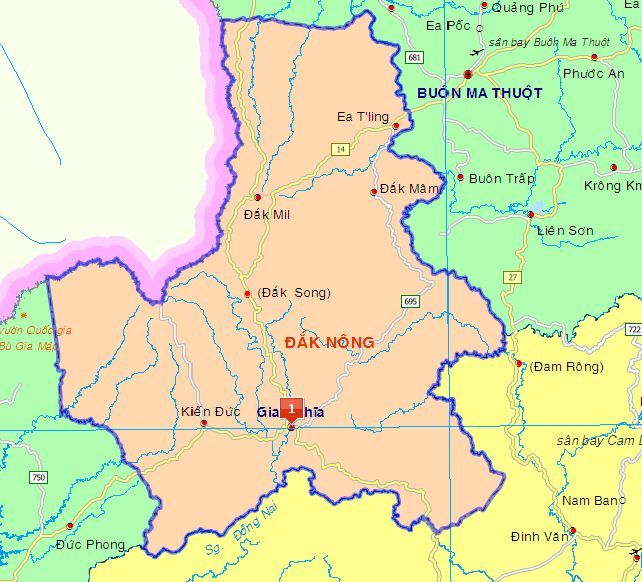 Quảng Phú
Ea Pốc
sân bay Buôn Ma Thuột
681
Phước An
BUÔN MA THUỘT
Ea T'ling
14
Buôn Trấp
Krông Km
Đắk Mâm
Đắk Mil
Liên Sơn
27
(Đắk Song)
695
vườn Quốc gia
Bù Gia Mập
722
ĐẮK NÔNG
(Đam Rông)
Kiến Đức
Gia
1
hĩa
sân bay Cam L
750
Nam Ban
Đức Phong
Sg. Đồng Nai
Đinh Văn